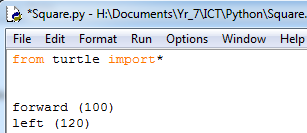 *Square.py - H:\Documents\Yr_7\ICT\Python\Square.
File Edit Format Run Options Window Help
from turtle import*
forward (100)
left (120)